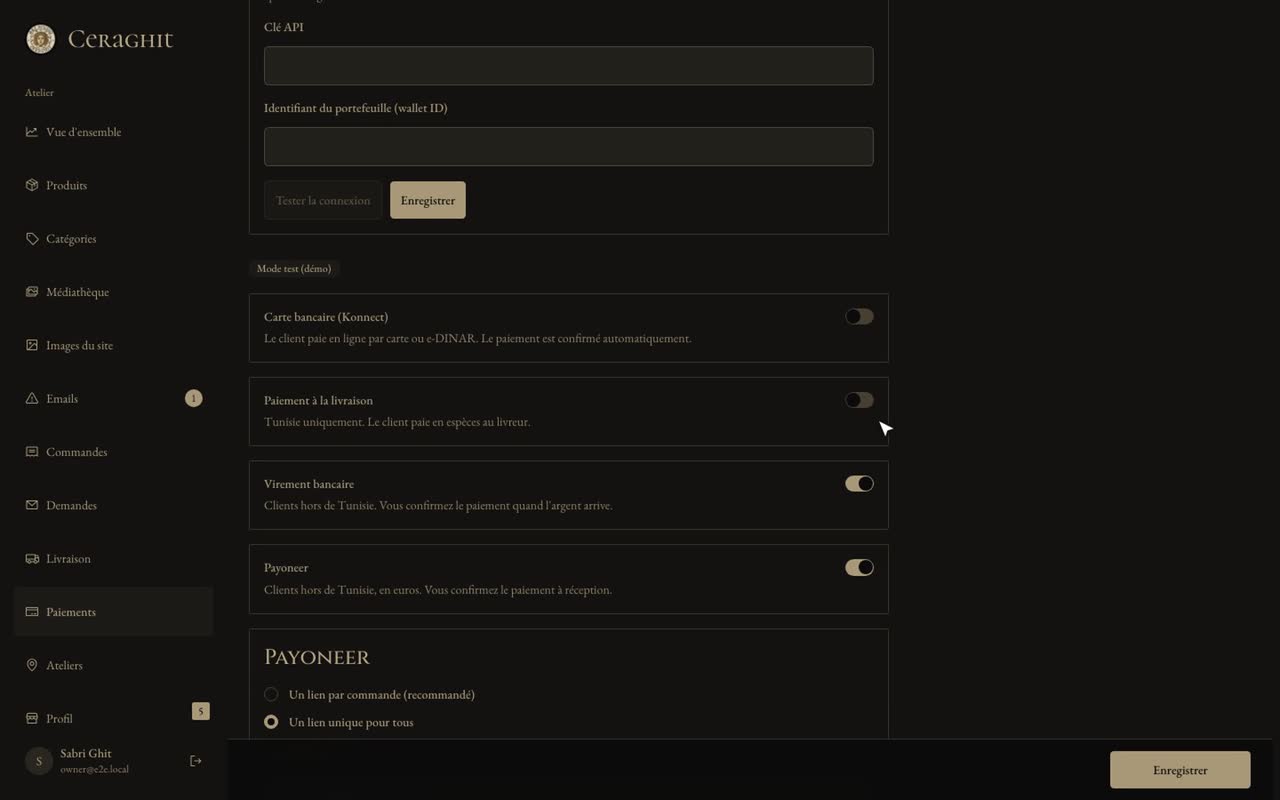 Ceraghit
Atelier
Vue d'ensemble
Produits
Catégories
Médiathèque
Images du site
Emails
1
Commandes
Demandes
Livraison
Paiements
Ateliers
Profil
5
S
Sabri Ghit
owner@e2e.local
Clé API
Identifiant du portefeuille (wallet ID)
Tester la connexion
Enregistrer
Mode test (démo)
Carte bancaire (Konnect)
Le client paie en ligne par carte ou e-DINAR. Le paiement est confirmé automatiquement.
Paiement à la livraison
Tunisie uniquement. Le client paie en espèces au livreur.
Virement bancaire
Clients hors de Tunisie. Vous confirmez le paiement quand l'argent arrive.
Payoneer
Clients hors de Tunisie, en euros. Vous confirmez le paiement à réception.
Payoneer
Un lien par commande (recommandé)
Un lien unique pour tous
Enregistrer